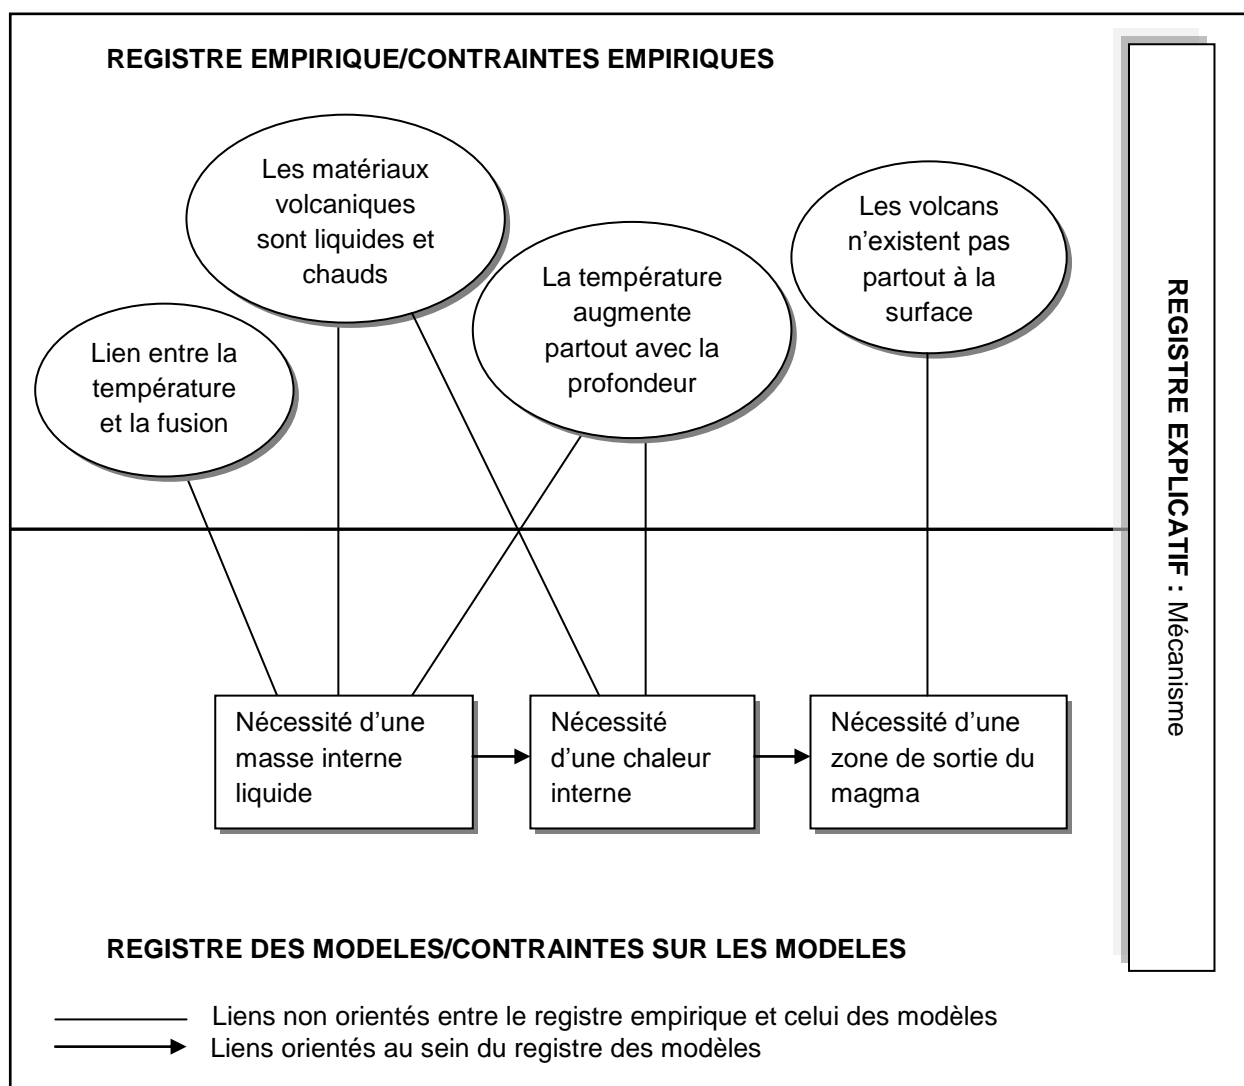 REGISTRE EMPIRIQUE/CONTRAINTES EMPIRIQUES
Les matériaux
volcaniques
sont liquides et
chauds
Les volcans
n’existent pas
partout à la
surface
La température
augmente
partout avec la
profondeur
Lien entre la
température
et la fusion
REGISTRE EXPLICATIF : Mécanisme
Nécessité d’une
masse interne
liquide
Nécessité
d’une chaleur
interne
Nécessité d’une
zone de sortie du
magma
REGISTRE DES MODELES/CONTRAINTES SUR LES MODELES
Liens non orientés entre le registre empirique et celui des modèles
Liens orientés au sein du registre des modèles